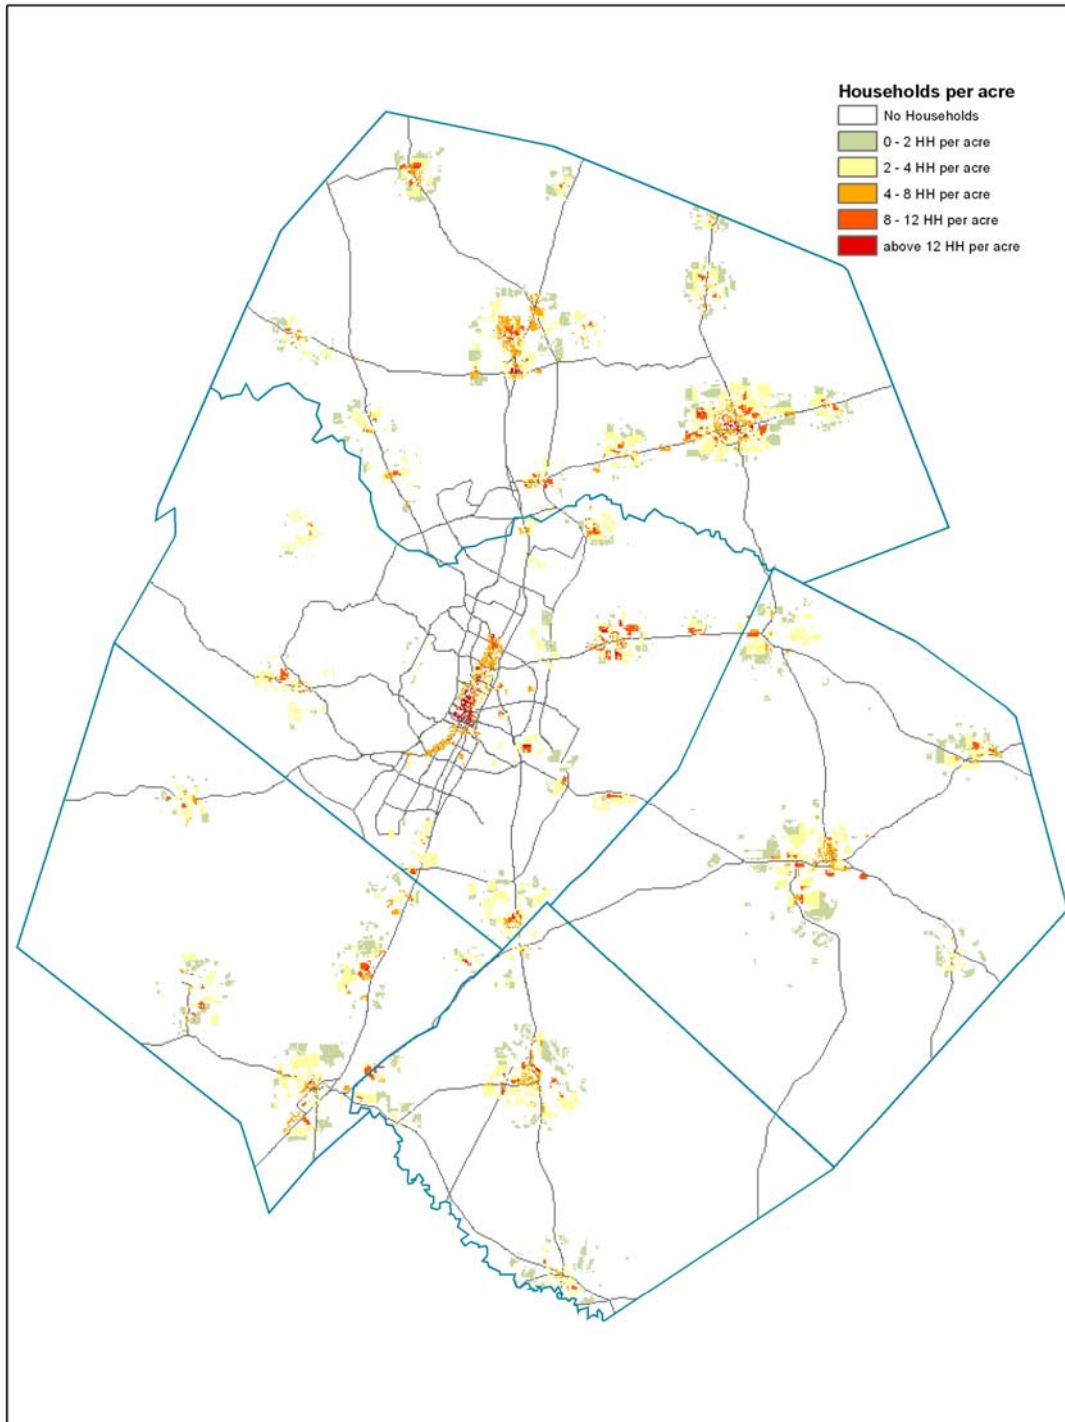 Households per acre
No Households
0 - 2 HH per acre
2 - 4 HH per acre
4 - 8 HH per acre
8 - 12 HH per acre
above 12 HH per acre